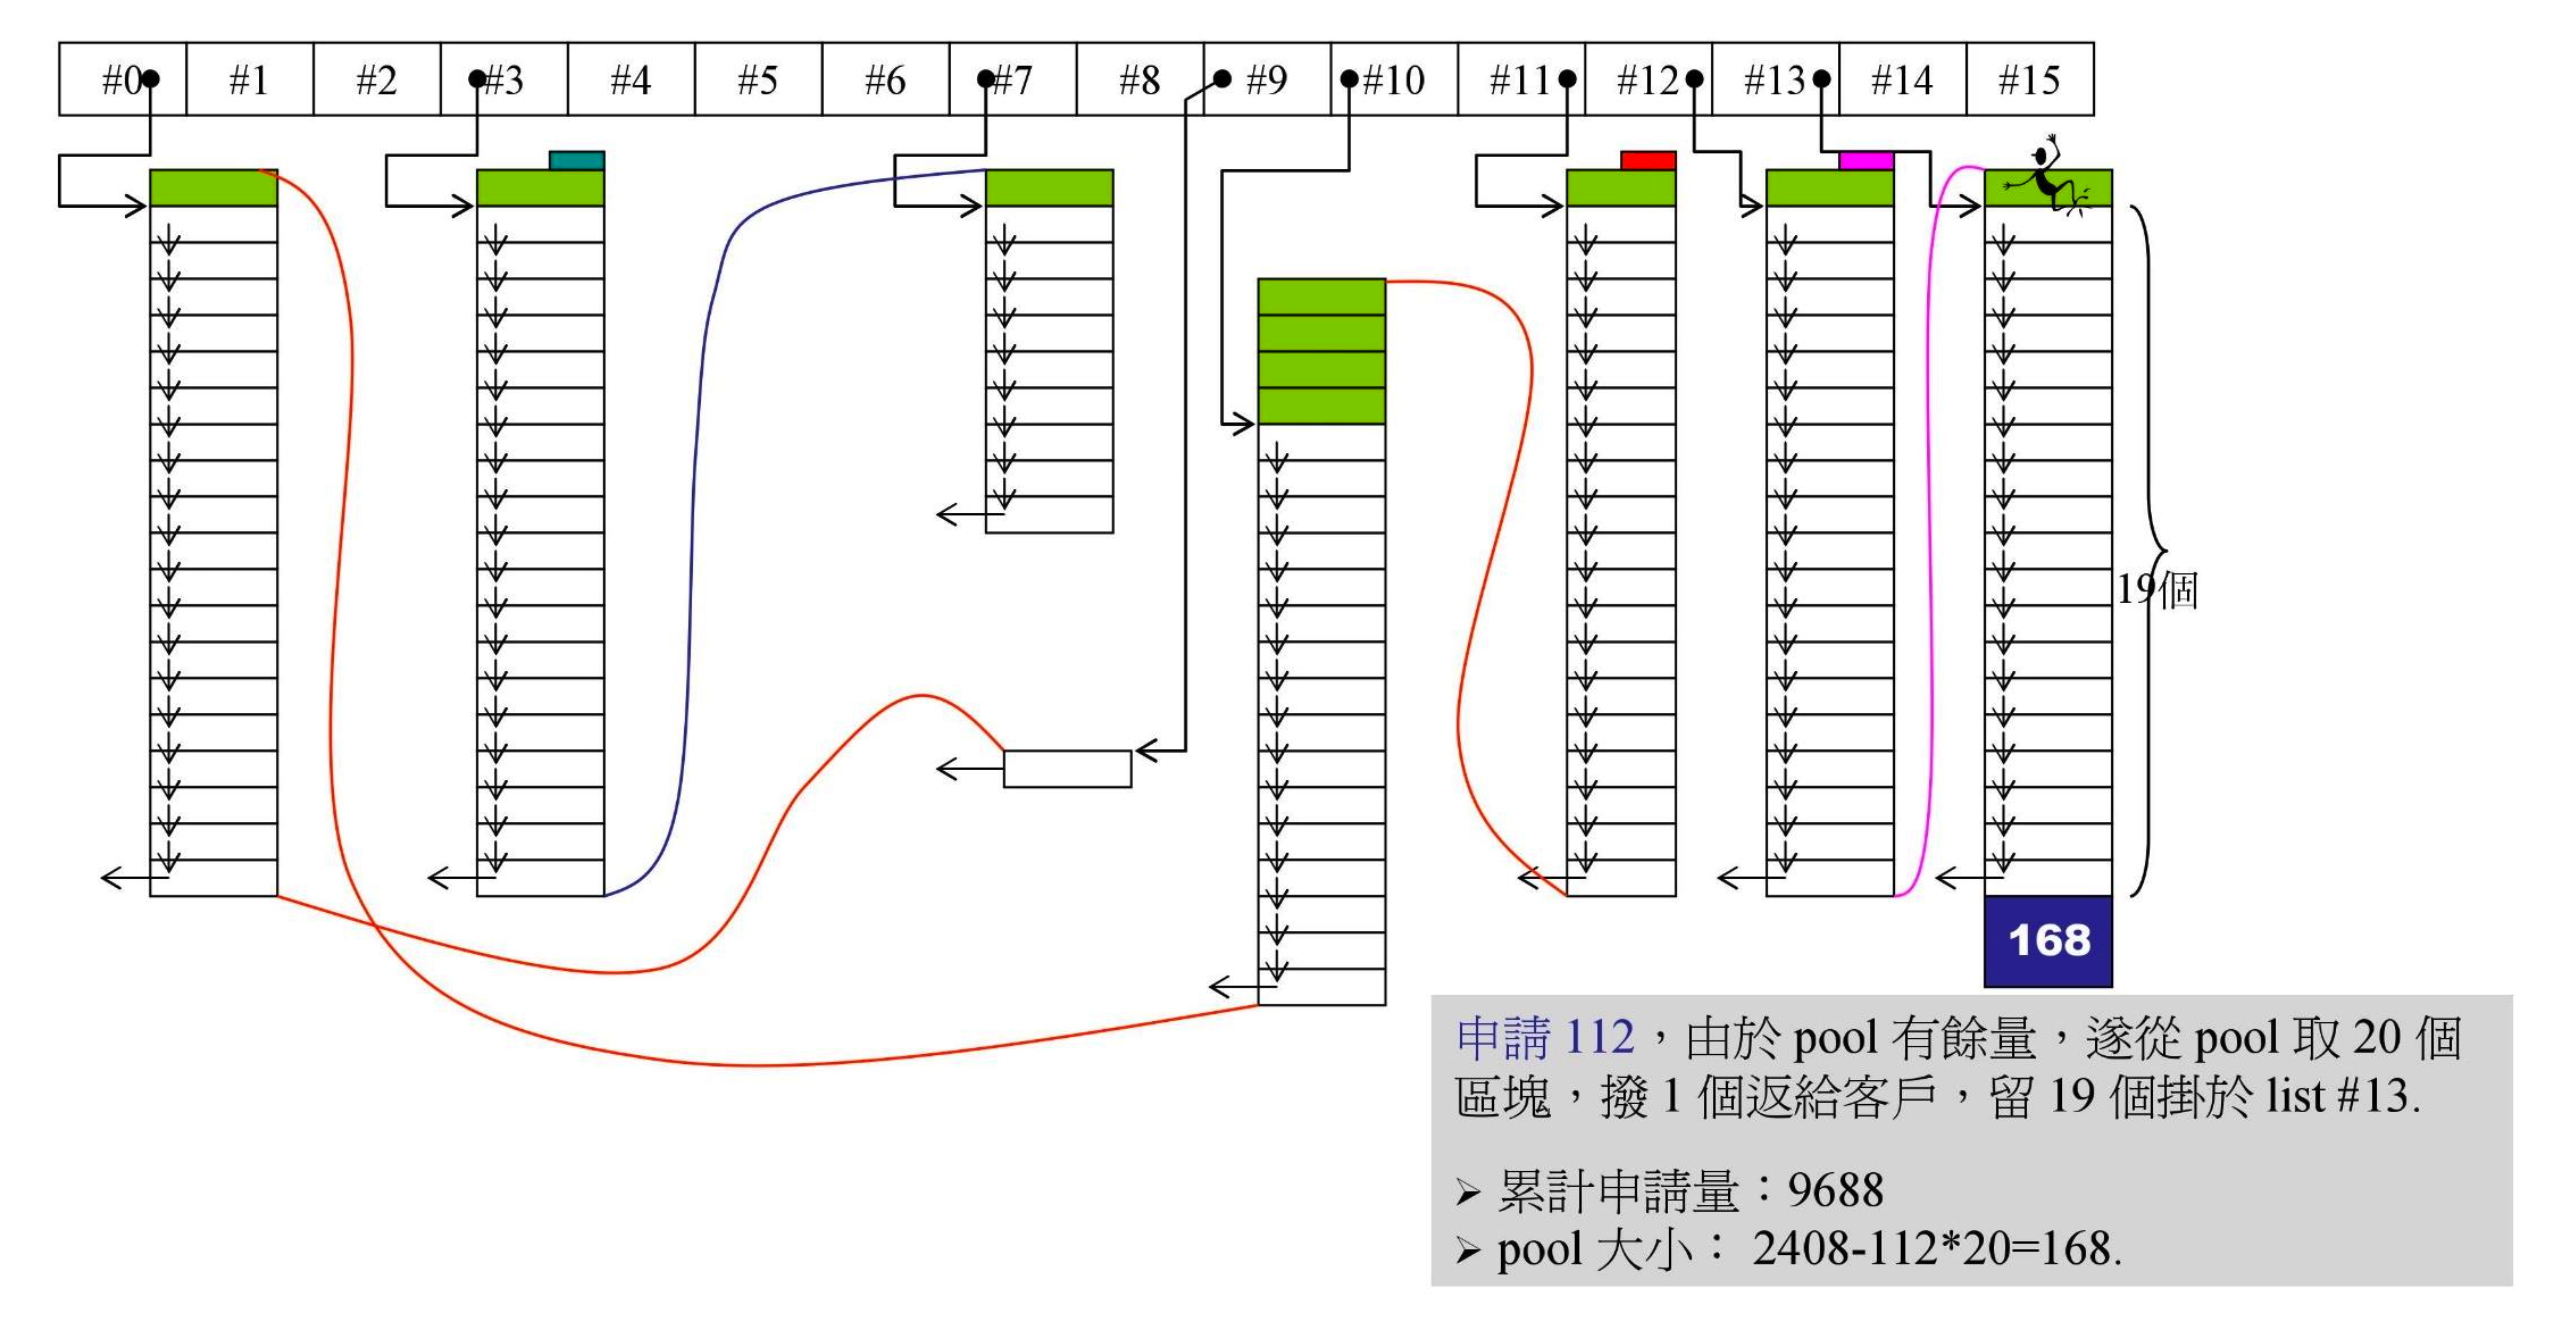 #0 #1 #2 #3 #4 #5 #6 #7 #8 #9 #10 #11 #12 #13 #14 #15
19個
168
申請 112，由於 pool 有餘量，遂從 pool 取 20 個
區塊，撥 1 個返給客戶，留 19 個掛於 list #13.
➢ 累計申請量：9688
➢ pool 大小： 2408-112*20=168.